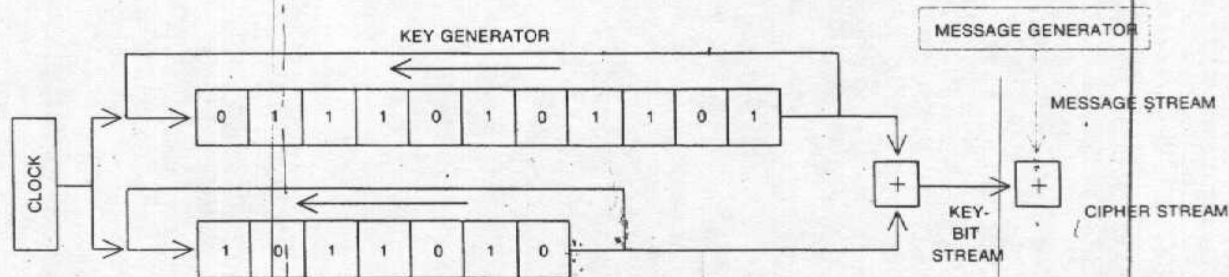 KEY GENERATOR
MESSAGE GENERATOR
MESSAGE STREAM
0 1 1 1 0 1 0 1 1 0 1
CLOCK
+ +
KEY-
BIT
STREAM
CIPHER STREAM
1 0 1 1 0 1 0